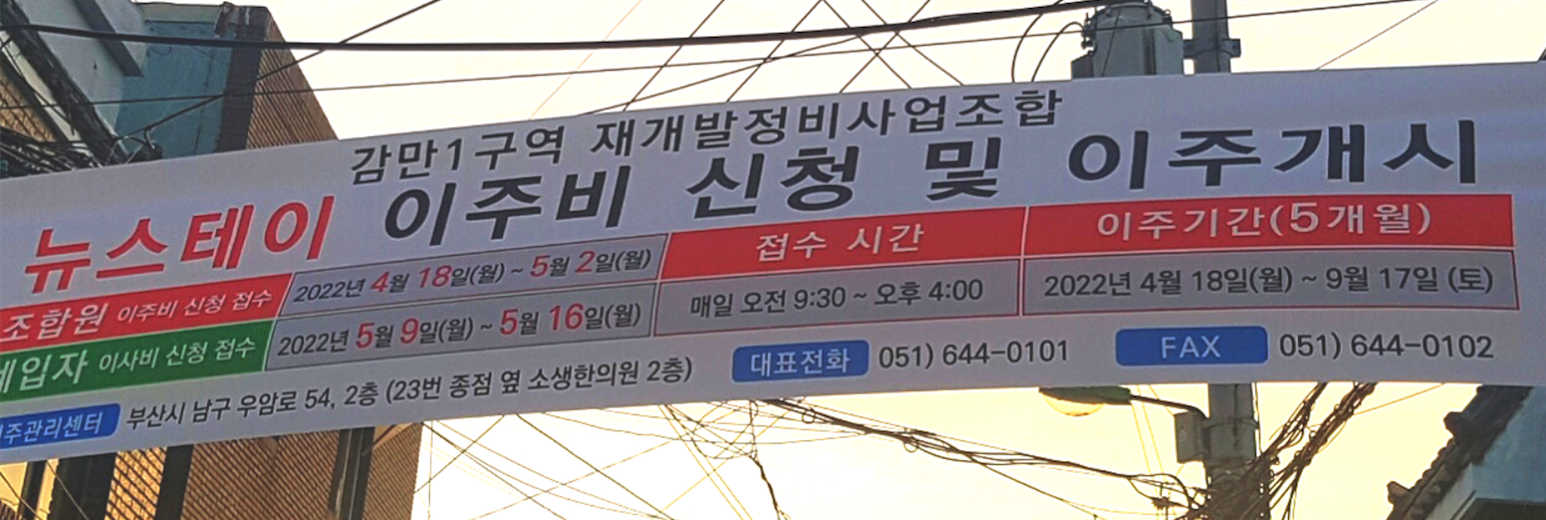 감만1구역 재개발정비사업조합
뉴스테이 이주비 신청 및 이주개시
조합원 이주비 신청 접수 2022년 4월 18일(월) ~ 5월 2일(월)
이사비 신청 접수 2022년 5월 9일(월) ~ 5월 16일(월)
접수 시간 이주기간(5개월)
매일 오전 9:30 ~ 오후 4:00 2022년 4월 18일(월) ~ 9월 17일 (토)
부산시 남구 우암로 54, 2층 (23번 종점 옆 소생한의원 2층) 대표전화 051) 644-0101 FAX 051) 644-0102